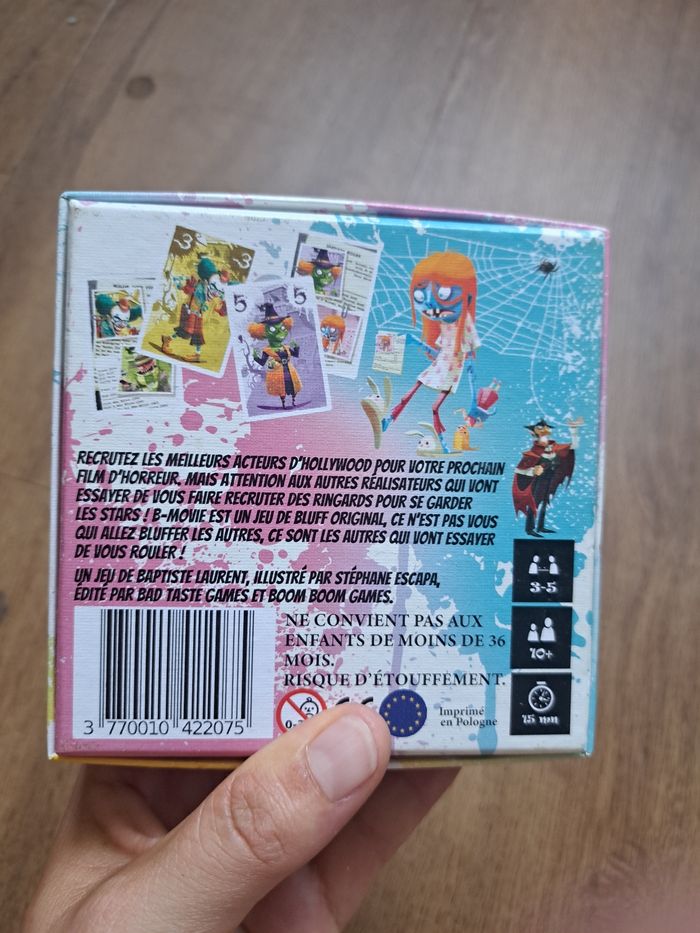 -3
-3
5
5
RECRUTEZ LES MEILLEURS ACTEURS D'HOLLYWOOD POUR VOTRE PROCHAIN
FILM D'HORREUR. MAIS ATTENTION AUX AUTRES RÉALISATEURS QUI VONT
ESSAYER DE VOUS FAIRE RECRUTER DES RINGARDS POUR SE GARDER
LES STARS ! B-MOVIE EST UN JEU DE BLUFF ORIGINAL, CE N'EST PAS VOUS
QUI ALLEZ BLUFFER LES AUTRES, CE SONT LES AUTRES QUI VONT ESSAYER
DE VOUS ROULER !
UN JEU DE BAPTISTE LAURENT, ILLUSTRÉ PAR STÉPHANE ESCAPA,
ÉDITÉ PAR BAD TASTE GAMES ET BOOM BOOM GAMES.
3-5
10+
15 mn
NE CONVIENT PAS AUX
ENFANTS DE MOINS DE 36
MOIS.
RISQUE D'ÉTOUFFEMENT.
3 770010 422075
Imprimé
en Pologne